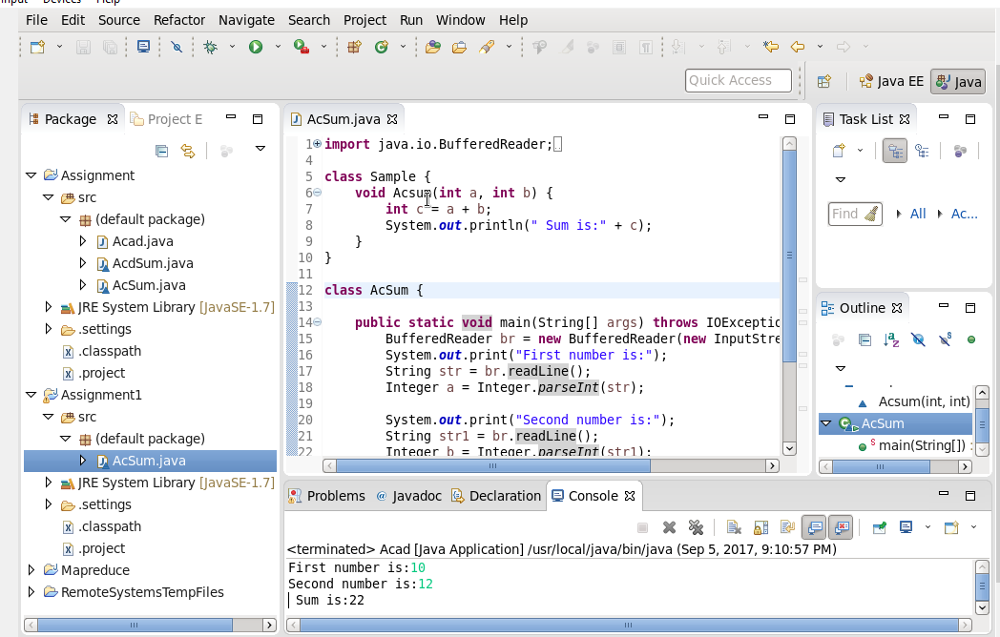 File Edit Source Refactor Navigate Search Project Run Window Help
Quick Access
Java EE
Java
Package
Project E
AcSum.java
Task List
Assignment
src
(default package)
Acad.java
AcdSum.java
AcSum.java
JRE System Library [JavaSE-1.7]
.settings
.classpath
.project
Assignment1
src
(default package)
AcSum.java
JRE System Library [JavaSE-1.7]
.settings
.classpath
.project
Mapreduce
RemoteSystemsTempFiles
1 import java.io.BufferedReader;
4
5 class Sample {
6 void Acsum(int a, int b) {
7 int c = a + b;
8 System.out.println(" Sum is:" + c);
9 }
10 }
11
12 class AcSum {
13
14 public static void main(String[] args) throws IOExceptio
15 BufferedReader br = new BufferedReader(new InputStre
16 System.out.print("First number is:");
17 String str = br.readLine();
18 Integer a = Integer.parseInt(str);
19
20 System.out.print("Second number is:");
21 String str1 = br.readLine();
22 Integer b = Integer.parseInt(str1);
Find
All
Ac...
Outline
Acsum(int, int)
AcSum
main(String[]) :
Problems
Javadoc
Declaration
Console
<terminated> Acad [Java Application] /usr/local/java/bin/java (Sep 5, 2017, 9:10:57 PM)
First number is:10
Second number is:12
Sum is:22